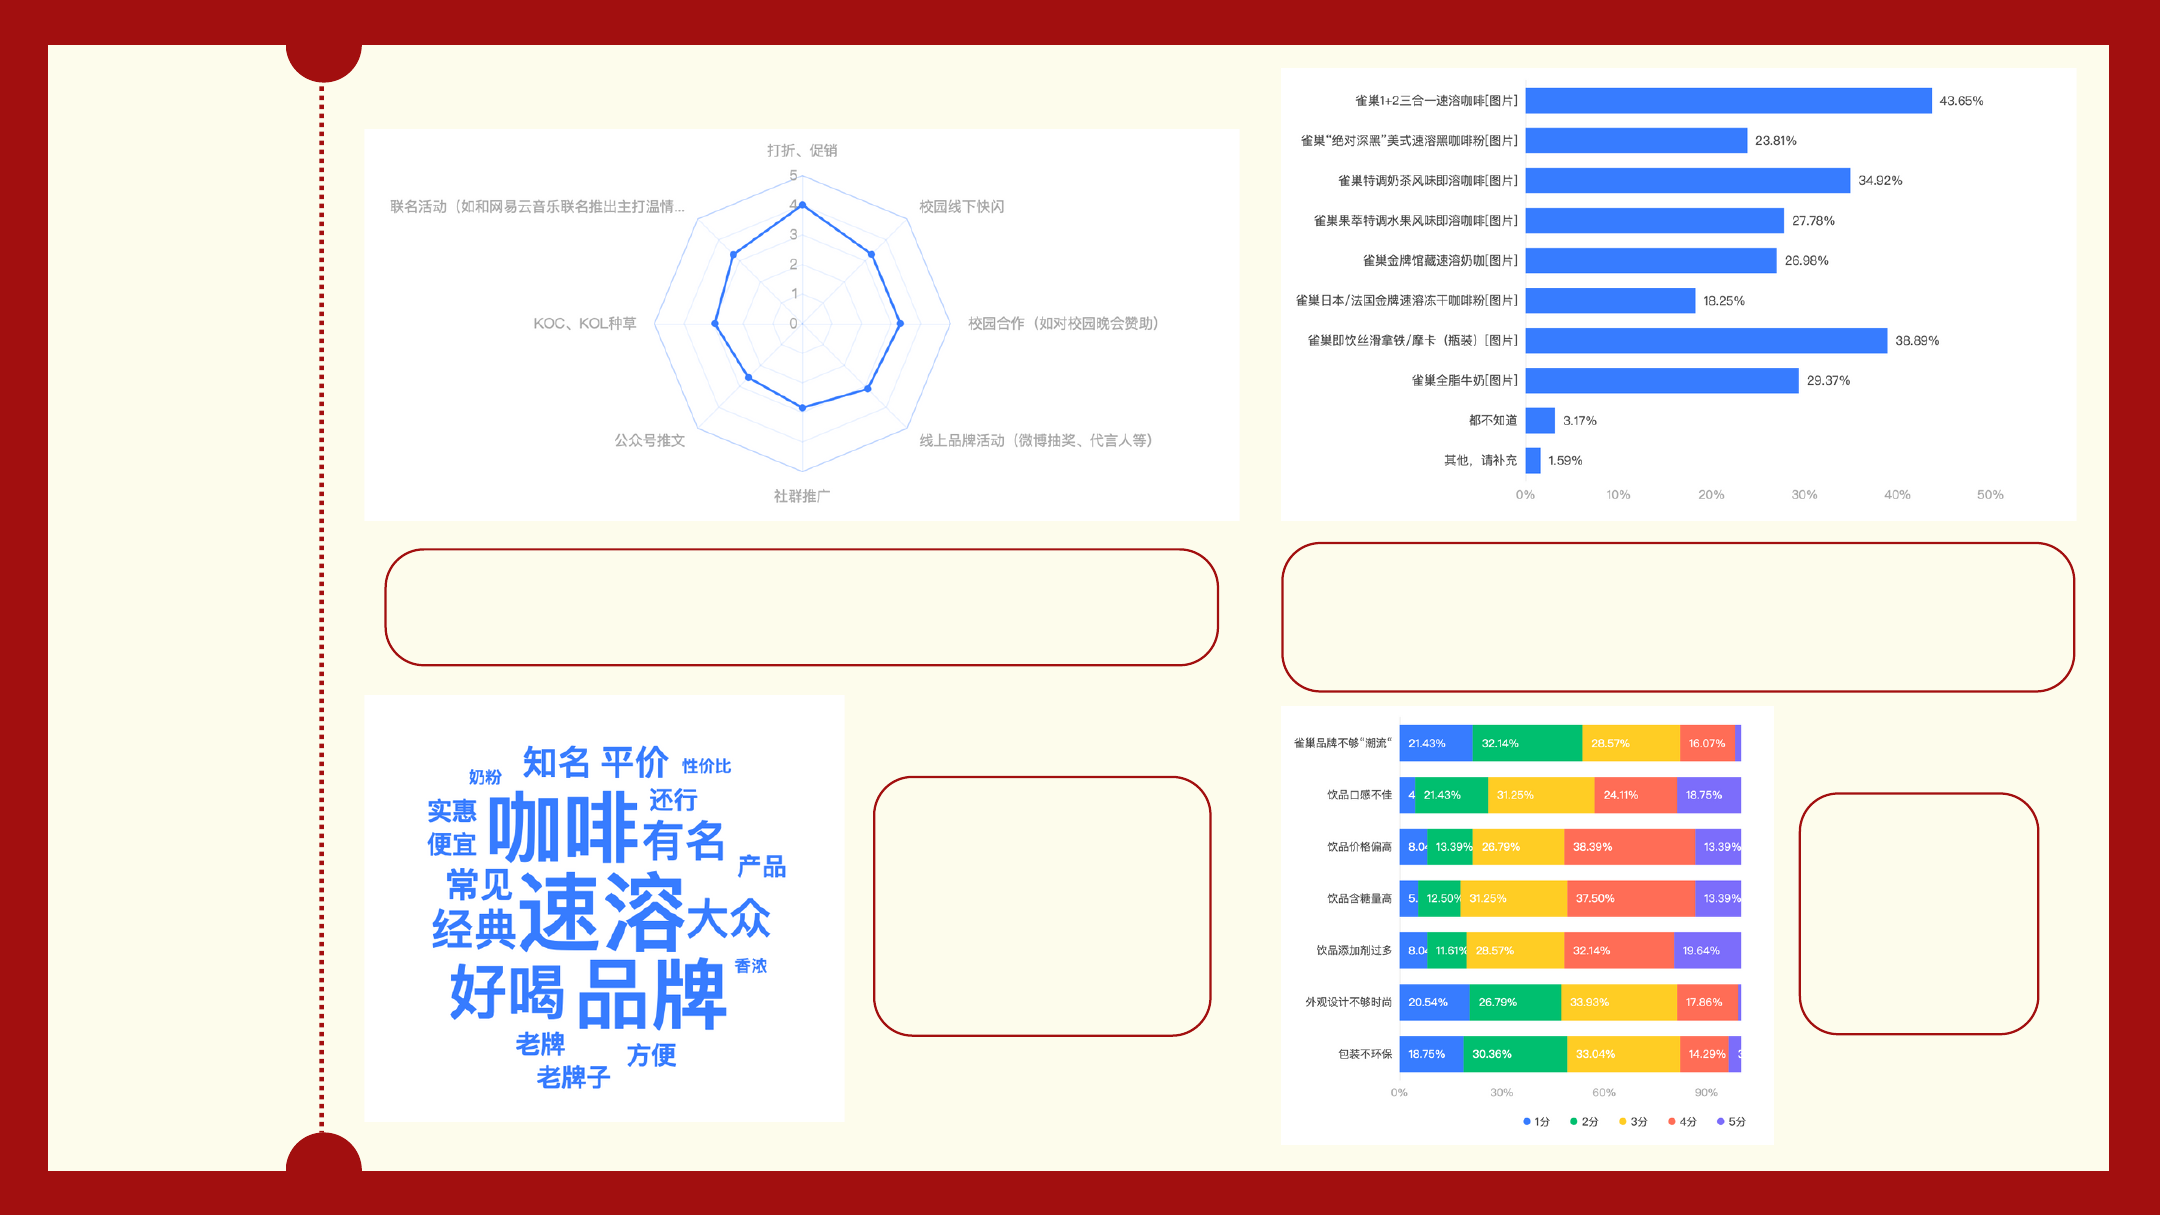 打折、促销
5
联名活动（如和网易云音乐联名推出主打温情...
4
校园线下快闪
3
2
1
KOC、KOL种草
0
校园合作（如对校园晚会赞助）
公众号推文
线上品牌活动（微博抽奖、代言人等）
社群推广
雀巢1+2三合一速溶咖啡[图片] 43.65%
雀巢“绝对深黑”美式速溶黑咖啡粉[图片] 23.81%
雀巢特调奶茶风味即溶咖啡[图片] 34.92%
雀巢果萃特调水果风味即溶咖啡[图片] 27.78%
雀巢金牌馆藏速溶奶咖[图片] 26.98%
雀巢日本/法国金牌速溶冻干咖啡粉[图片] 18.25%
雀巢即饮丝滑拿铁/摩卡（瓶装）[图片] 38.89%
雀巢全脂牛奶[图片] 29.37%
都不知道 3.17%
其他，请补充 1.59%
0% 10% 20% 30% 40% 50%
知名 平价 性价比
奶粉
实惠 咖啡 还行
便宜 有名
产品
常见 速溶 大众
经典
好喝 品牌 香浓
老牌 方便
老牌子
雀巢品牌不够“潮流“ 21.43% 32.14% 28.57% 16.07%
饮品口感不佳 4 21.43% 31.25% 24.11% 18.75%
饮品价格偏高 8.04 13.39% 26.79% 38.39% 13.39%
饮品含糖量高 5. 12.50% 31.25% 37.50% 13.39%
饮品添加剂过多 8.04 11.61% 28.57% 32.14% 19.64%
外观设计不够时尚 20.54% 26.79% 33.93% 17.86%
包装不环保 18.75% 30.36% 33.04% 14.29% 3
0% 30% 60% 90%
1分 2分 3分 4分 5分